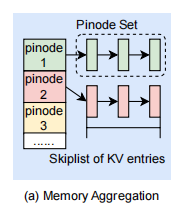 Pinode Set
pinode
1
pinode
2
pinode
3
......
Skiplist of KV entries
(a) Memory Aggregation